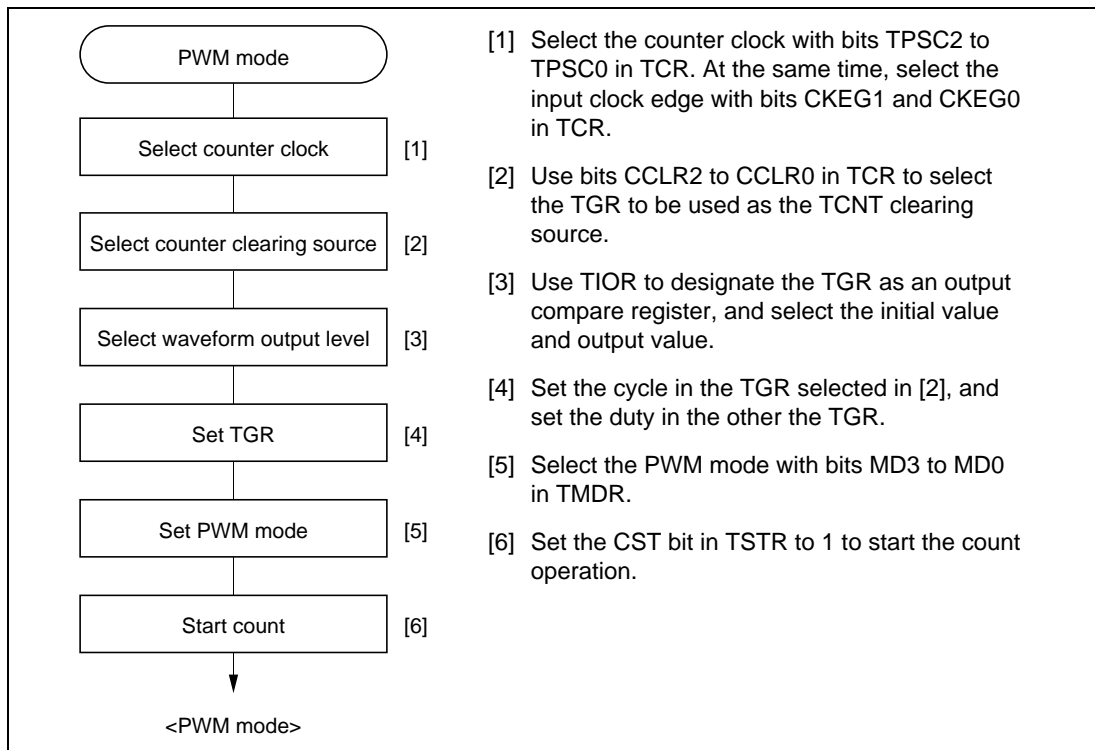 PWM mode
Select counter clock [1]
Select counter clearing source [2]
Select waveform output level [3]
Set TGR [4]
Set PWM mode [5]
Start count [6]
<PWM mode>
[1] Select the counter clock with bits TPSC2 to
TPSC0 in TCR. At the same time, select the
input clock edge with bits CKEG1 and CKEG0
in TCR.
[2] Use bits CCLR2 to CCLR0 in TCR to select
the TGR to be used as the TCNT clearing
source.
[3] Use TIOR to designate the TGR as an output
compare register, and select the initial value
and output value.
[4] Set the cycle in the TGR selected in [2], and
set the duty in the other the TGR.
[5] Select the PWM mode with bits MD3 to MD0
in TMDR.
[6] Set the CST bit in TSTR to 1 to start the count
operation.